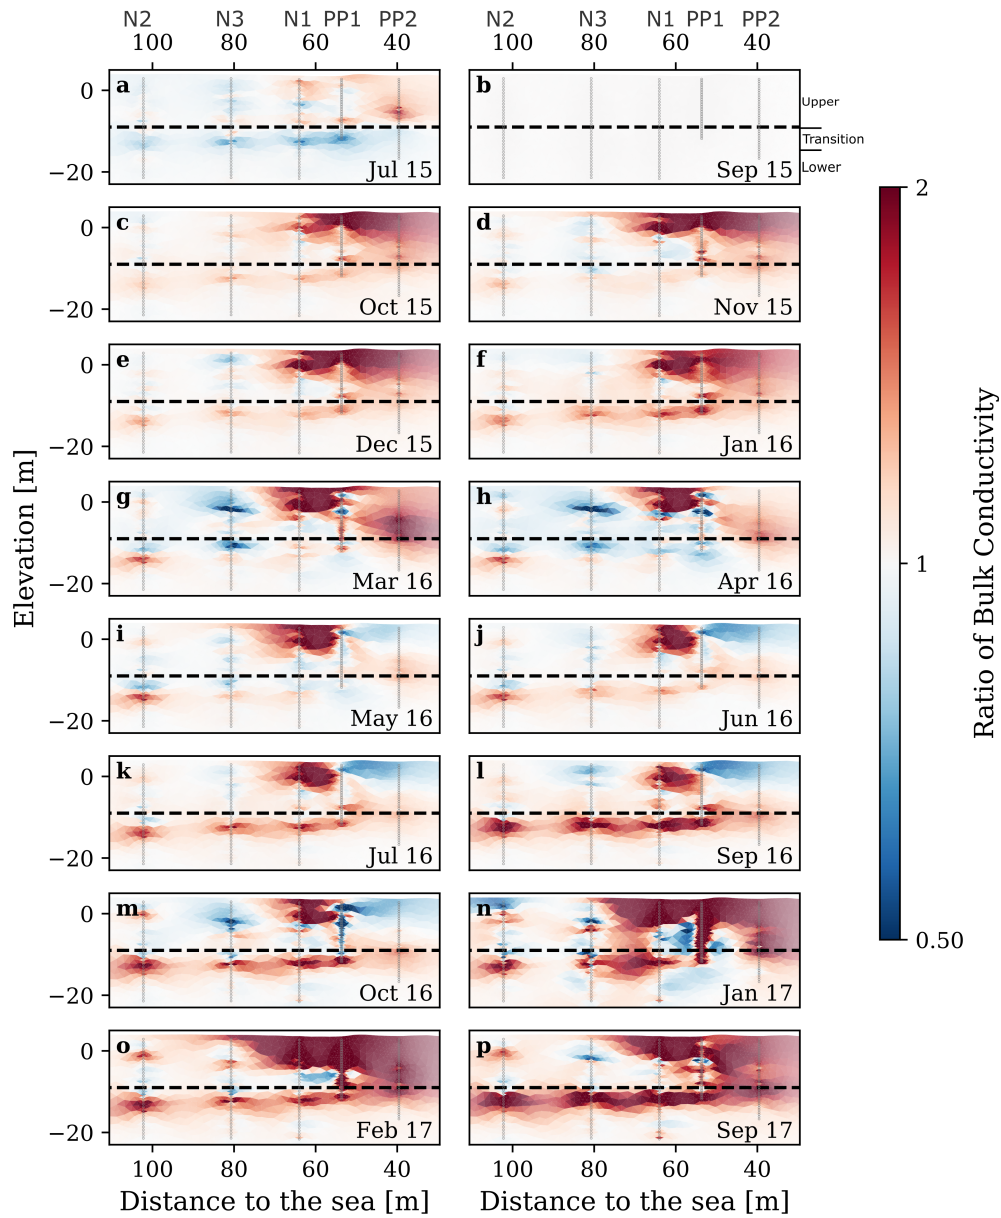 N2 N3 N1 PP1 PP2 N2 N3 N1 PP1 PP2
100 80 60 40 100 80 60 40
a b
0
Upper
Transition
Lower
−20
Jul 15 Sep 15
2
c d
0
−20
Oct 15 Nov 15
e f
0
−20
Dec 15 Jan 16
g h
0
−20
Mar 16 Apr 16
1
i j
0
−20
May 16 Jun 16
k l
0
−20
Jul 16 Sep 16
m n
0
−20
Oct 16 Jan 17
0.50
o p
0
−20
Feb 17 Sep 17
100 80 60 40 100 80 60 40
Distance to the sea [m] Distance to the sea [m]
Elevation [m]
Ratio of Bulk Conductivity